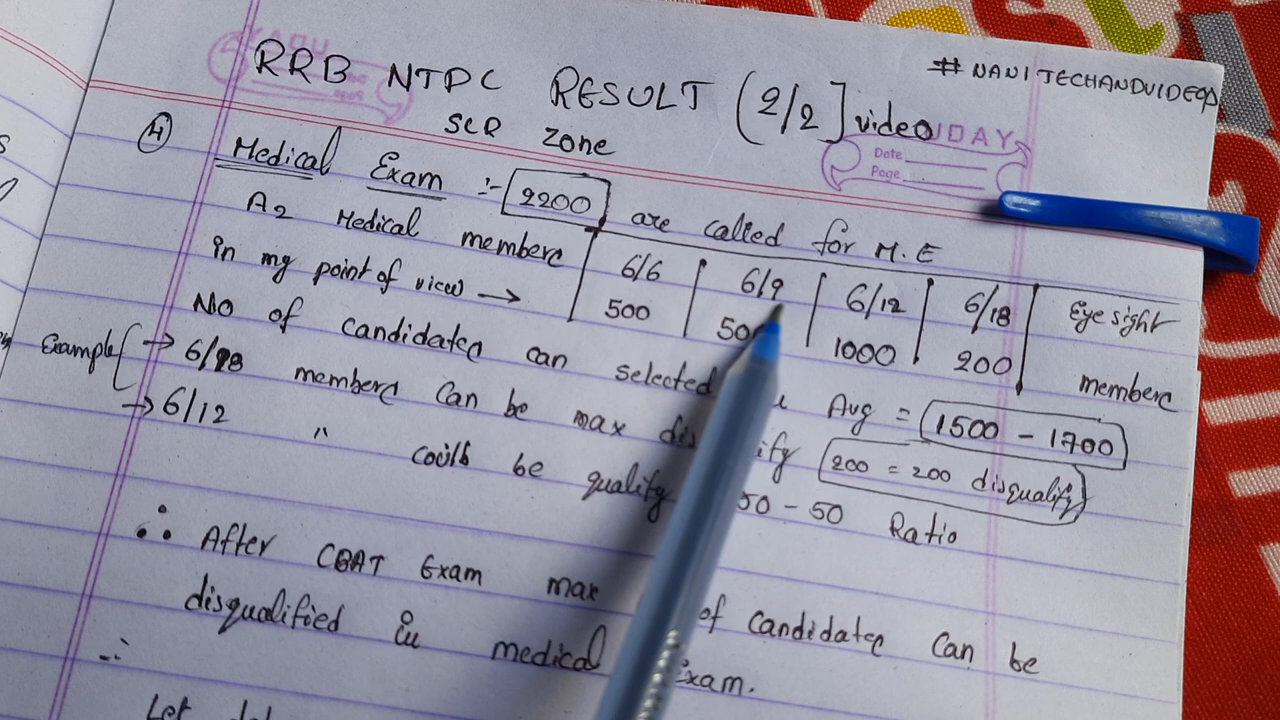 RRB NTPC RESULT (2/2] video
#NANITECHANDVIDEOS
SCR zone
SUNDAY
Date
Page
④ Medical Exam :- 2200 are called for M.E
A2 Medical members
in my point of view →
6/6 | 6/9 | 6/12 | 6/18 | Eye sight
500 | 500 | 1000 | 200 | members
No of candidates can selected Avg = 1500 - 1700
Example → 6/18 members can be max disqualify 200 = 200 disqualify
→ 6/12 " could be qualify 50 - 50 Ratio
∴ After CBAT Exam max of candidates can be
disqualified in medical Exam.
Let